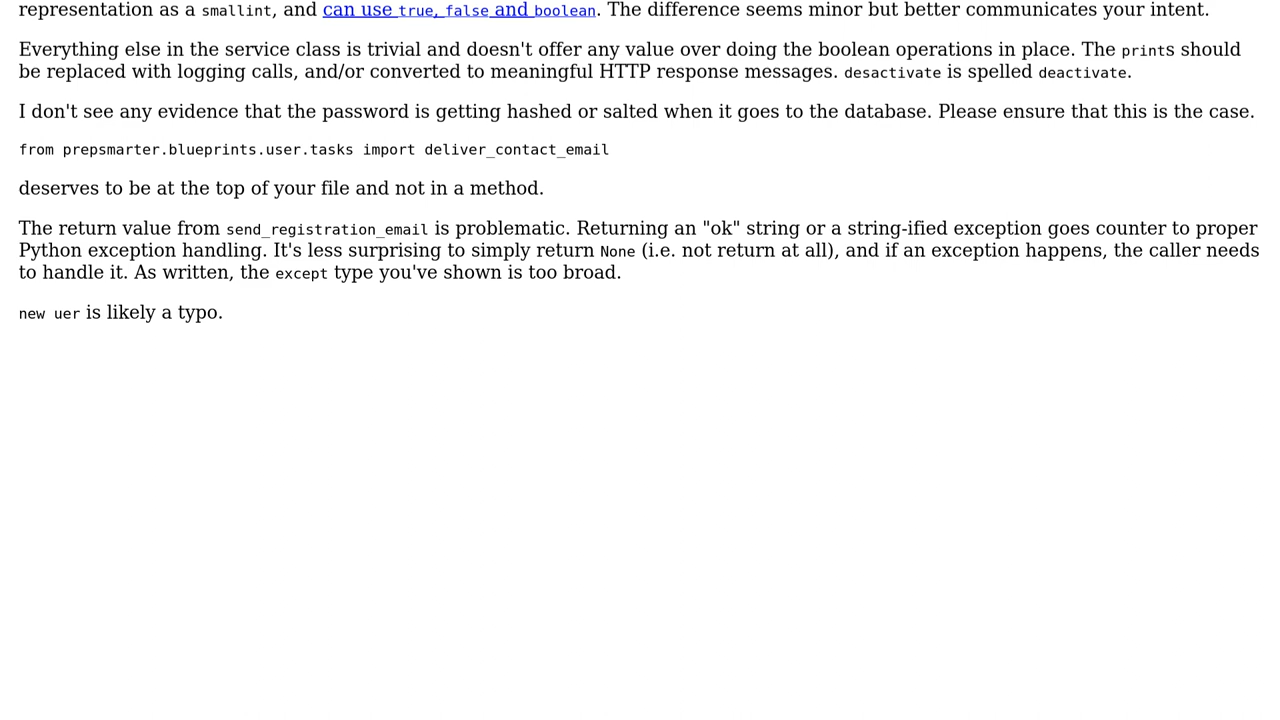 representation as a smallint, and can use true, false and boolean. The difference seems minor but better communicates your intent.
Everything else in the service class is trivial and doesn't offer any value over doing the boolean operations in place. The prints should
be replaced with logging calls, and/or converted to meaningful HTTP response messages. desactivate is spelled deactivate.
I don't see any evidence that the password is getting hashed or salted when it goes to the database. Please ensure that this is the case.
from prepsmarter.blueprints.user.tasks import deliver_contact_email
deserves to be at the top of your file and not in a method.
The return value from send_registration_email is problematic. Returning an "ok" string or a string-ified exception goes counter to proper
Python exception handling. It's less surprising to simply return None (i.e. not return at all), and if an exception happens, the caller needs
to handle it. As written, the except type you've shown is too broad.
new uer is likely a typo.